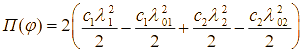 Π(φ) = 2( c₁λ₁²/2 − c₁λ₀₁²/2 + c₂λ₂²/2 − c₂λ₀₂²/2 )